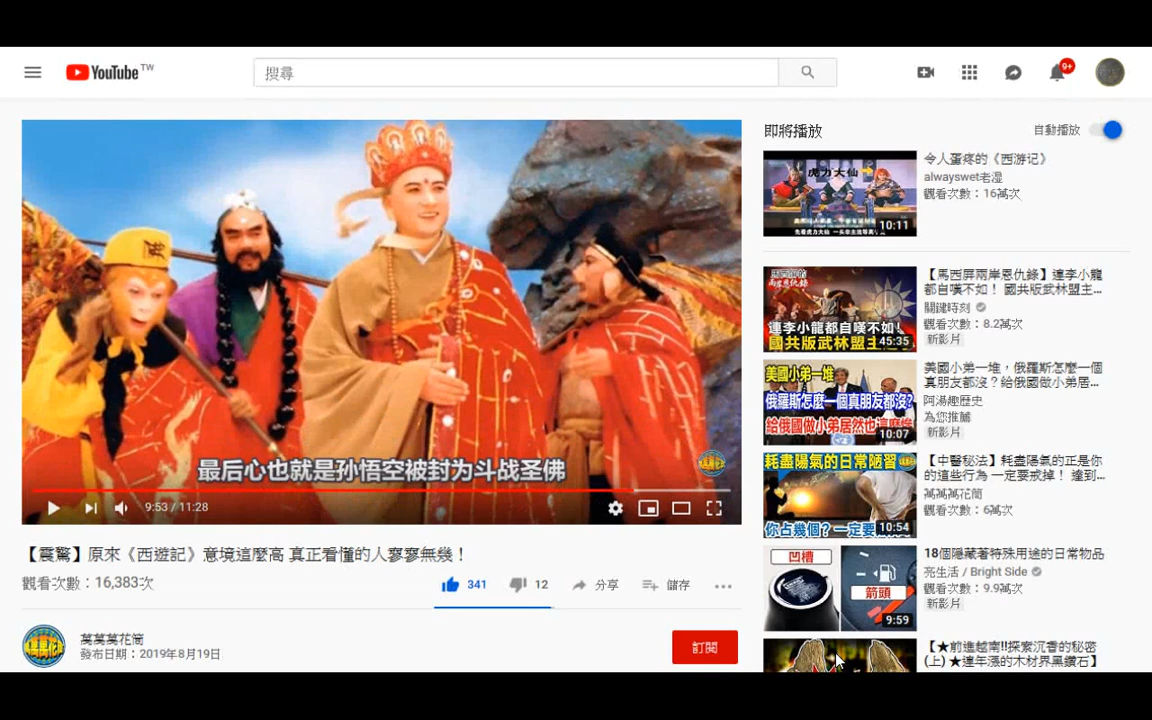 YouTube TW
搜尋
9+
最后心也就是孙悟空被封为斗战圣佛
9:53 / 11:28
【震驚】原來《西遊記》意境這麼高 真正看懂的人寥寥無幾！
觀看次數：16,383次
341
12
分享
儲存
萬萬萬花筒
發布日期：2019年8月19日
訂閱
即將播放
自動播放
虎力大仙
10:11
令人蛋疼的《西游记》
alwayswet老湿
觀看次數：16萬次
連李小龍都自嘆不如！
國共版武林盟主
45:35
【馬西屏兩岸恩仇錄】連李小龍
都自嘆不如！ 國共版武林盟主...
關鍵時刻
觀看次數：8.2萬次
新影片
美國小弟一堆
俄羅斯怎麼一個真朋友都沒?
給俄國做小弟居然也
10:07
美國小弟一堆，俄羅斯怎麼一個
真朋友都沒？給俄國做小弟居...
阿湯趣歷史
為您推薦
新影片
耗盡陽氣的日常陋習
你占幾個? 一定要
10:54
【中醫秘法】耗盡陽氣的正是你
的這些行為 一定要戒掉！ 達到...
萬萬萬花筒
觀看次數：6萬次
凹槽
箭頭
9:59
18個隱藏著特殊用途的日常物品
亮生活 / Bright Side
觀看次數：9.9萬次
新影片
【★前進越南!!探索沉香的秘密
(上) ★連年漲的木材界黑鑽石】